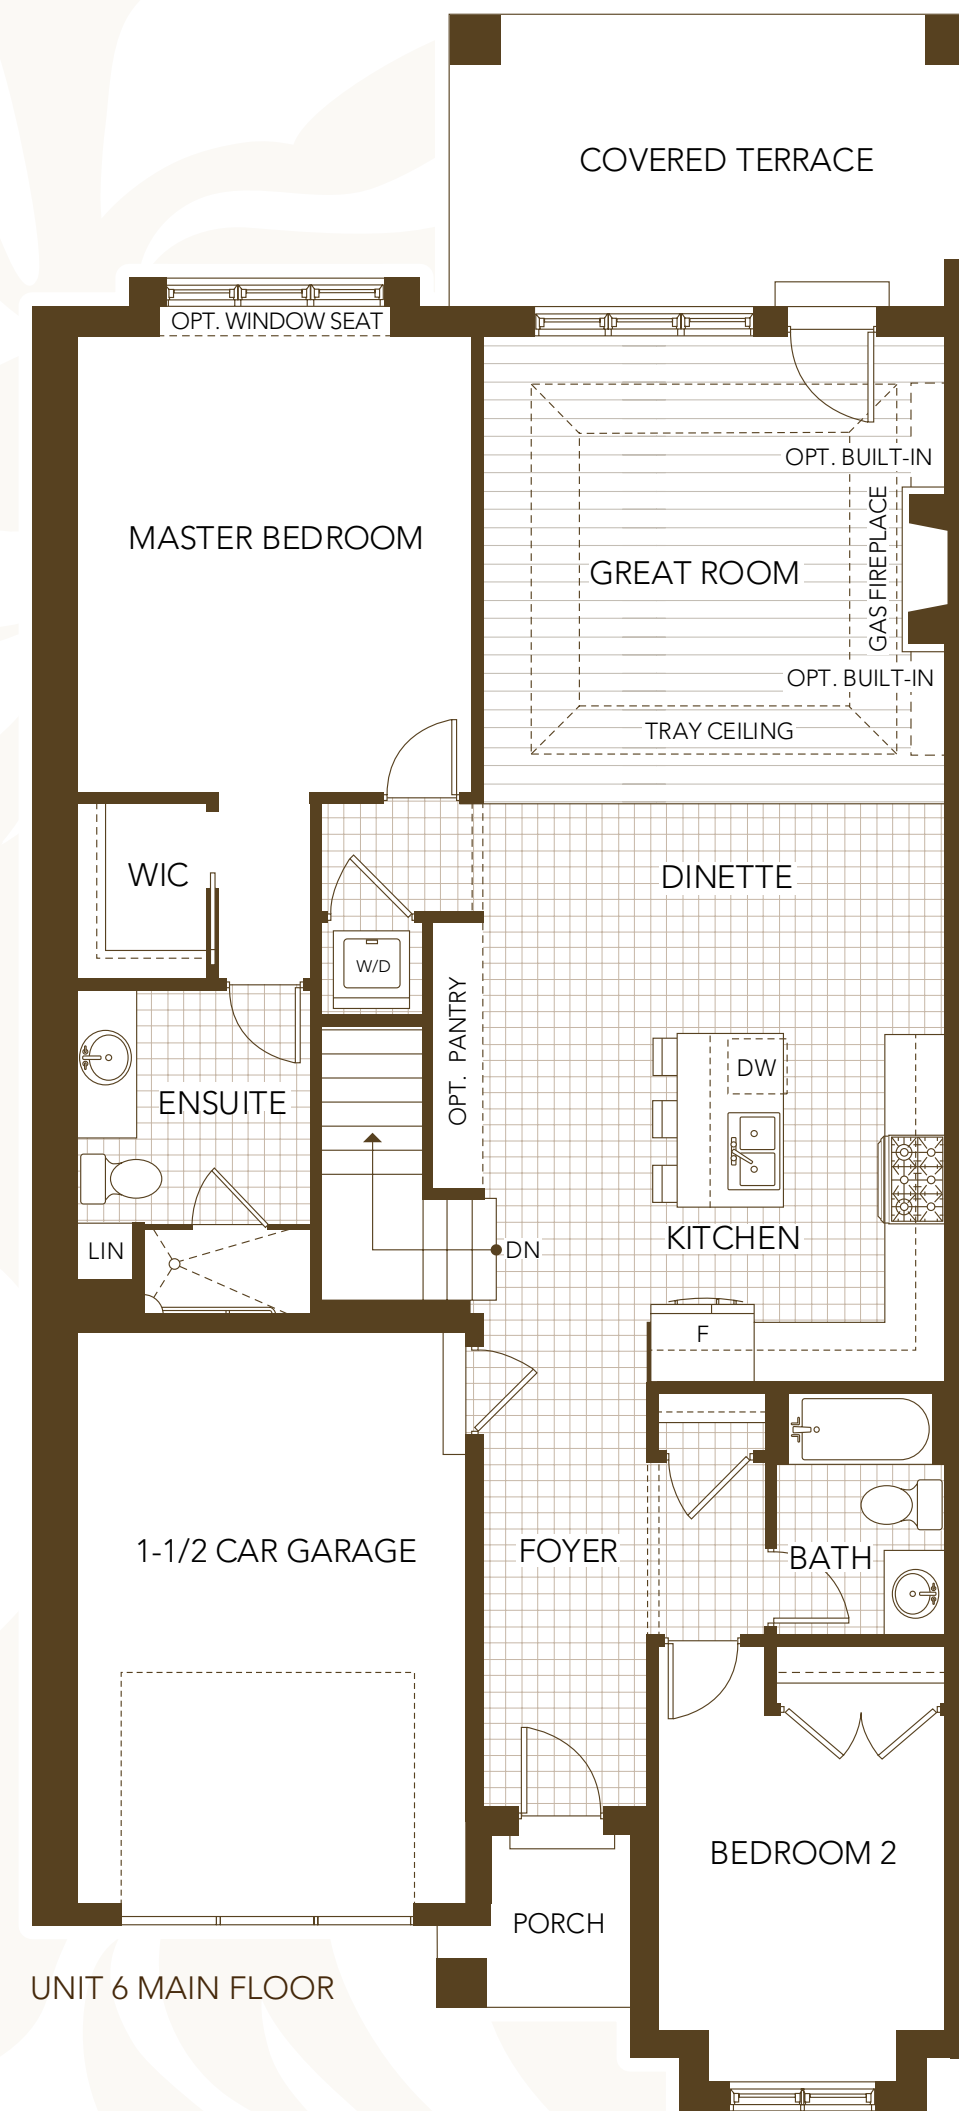 COVERED TERRACE
OPT. WINDOW SEAT
OPT. BUILT-IN
MASTER BEDROOM
GREAT ROOM
GAS FIREPLACE
OPT. BUILT-IN
TRAY CEILING
WIC
DINETTE
W/D
OPT. PANTRY
DW
ENSUITE
KITCHEN
LIN
DN
F
1-1/2 CAR GARAGE
FOYER
BATH
BEDROOM 2
PORCH
UNIT 6 MAIN FLOOR